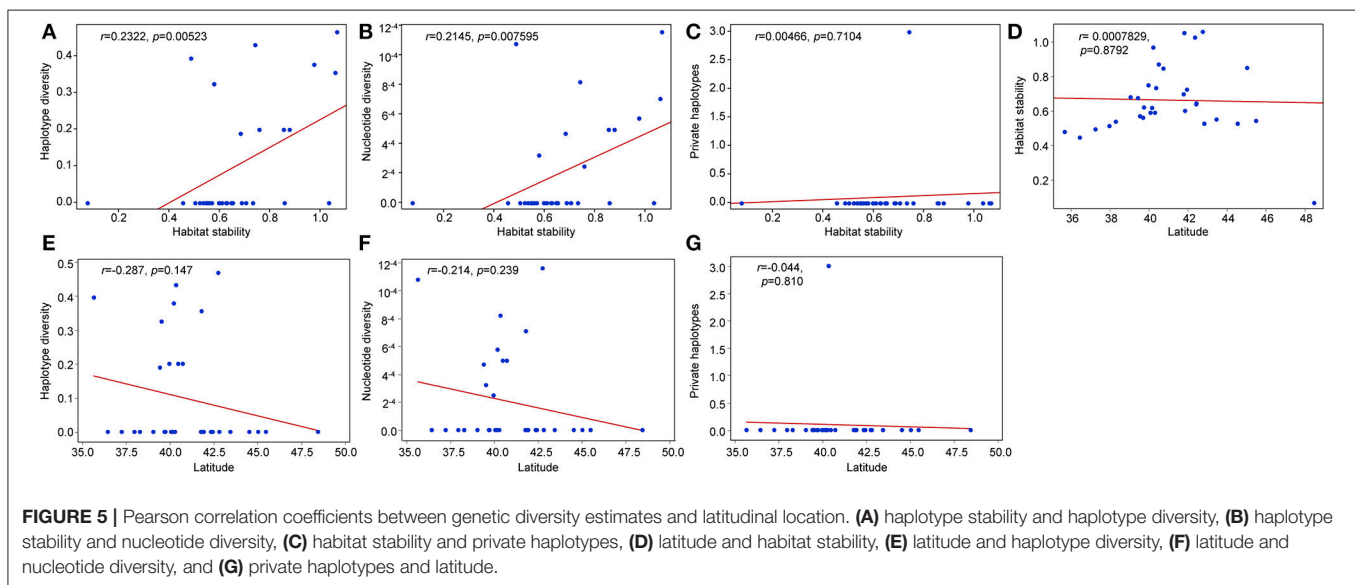 A
r=0.2322, p=0.00523
Haplotype diversity
0.4
0.3
0.2
0.1
0.0
0.2 0.4 0.6 0.8 1.0
Habitat stability
B
r=0.2145, p=0.007595
Nucleotide diversity
12⁻⁴
10⁻⁴
8⁻⁴
6⁻⁴
4⁻⁴
2⁻⁴
0.0
0.2 0.4 0.6 0.8 1.0
Habitat stability
C
r=0.00466, p=0.7104
Private haplotypes
3.0
2.5
2.0
1.5
1.0
0.5
0.0
0.2 0.4 0.6 0.8 1.0
Habitat stability
D
r= 0.0007829,
p=0.8792
Habitat stability
1.0
0.8
0.6
0.4
0.2
36 38 40 42 44 46 48
Latitude
E
r=-0.287, p=0.147
Haplotype diversity
0.5
0.4
0.3
0.2
0.1
0.0
35.0 37.5 40.0 42.5 45.0 47.5 50.0
Latitude
F
r=-0.214, p=0.239
Nucleotide diversity
12⁻⁴
10⁻⁴
8⁻⁴
6⁻⁴
4⁻⁴
2⁻⁴
0.0
35.0 37.5 40.0 42.5 45.0 47.5 50.0
Latitude
G
r=-0.044,
p=0.810
Private haplotypes
3.0
2.5
2.0
1.5
1.0
0.5
0.0
35.0 37.5 40.0 42.5 45.0 47.5 50.0
Latitude
FIGURE 5 | Pearson correlation coefficients between genetic diversity estimates and latitudinal location. (A) haplotype stability and haplotype diversity, (B) haplotype
stability and nucleotide diversity, (C) habitat stability and private haplotypes, (D) latitude and habitat stability, (E) latitude and haplotype diversity, (F) latitude and
nucleotide diversity, and (G) private haplotypes and latitude.